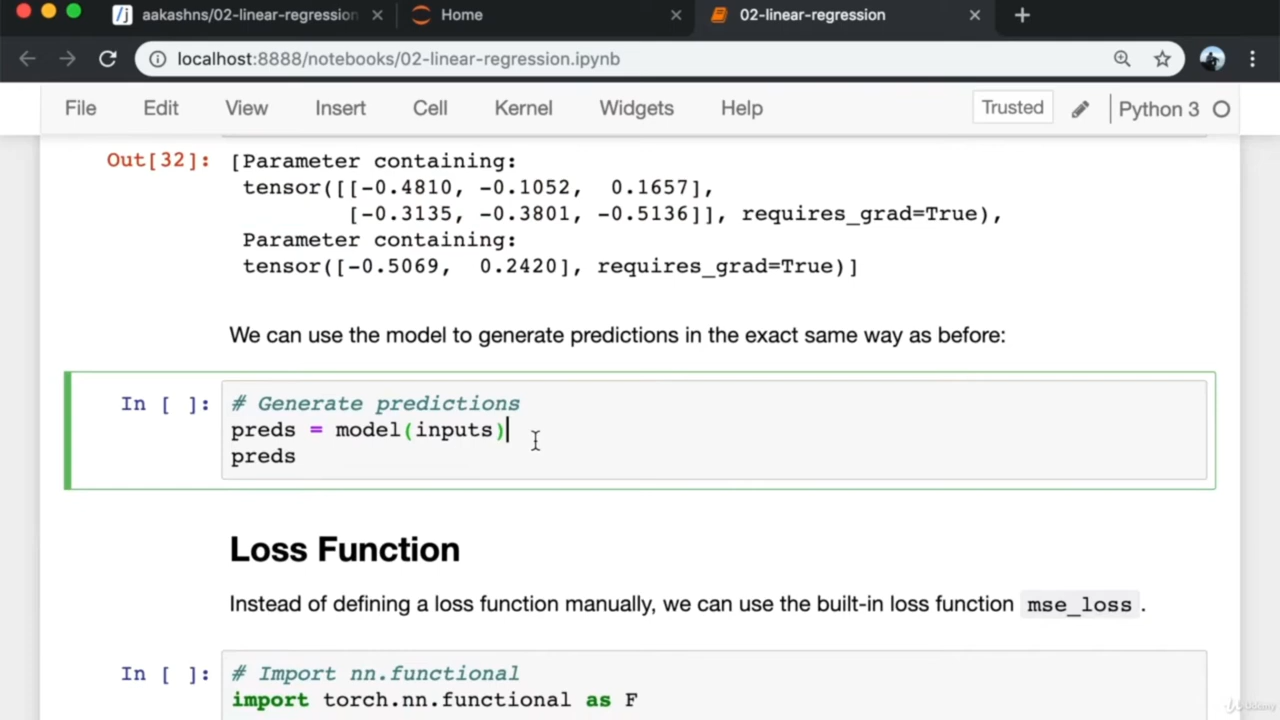 aakashns/02-linear-regression
Home
02-linear-regression
localhost:8888/notebooks/02-linear-regression.ipynb
File Edit View Insert Cell Kernel Widgets Help Trusted Python 3
Out[32]: [Parameter containing:
tensor([[-0.4810, -0.1052, 0.1657],
[-0.3135, -0.3801, -0.5136]], requires_grad=True),
Parameter containing:
tensor([-0.5069, 0.2420], requires_grad=True)]
We can use the model to generate predictions in the exact same way as before:
In [ ]: # Generate predictions
preds = model(inputs)
preds
Loss Function
Instead of defining a loss function manually, we can use the built-in loss function mse_loss .
In [ ]: # Import nn.functional
import torch.nn.functional as F
Udemy